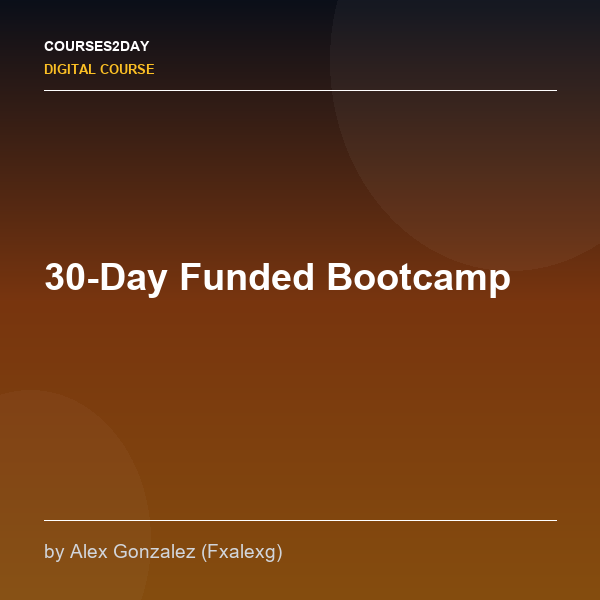 COURSES2DAY
DIGITAL COURSE
30-Day Funded Bootcamp
by Alex Gonzalez (Fxalexg)